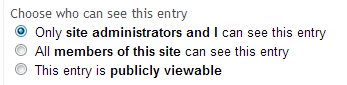 Choose who can see this entry
Only site administrators and I can see this entry
All members of this site can see this entry
This entry is publicly viewable